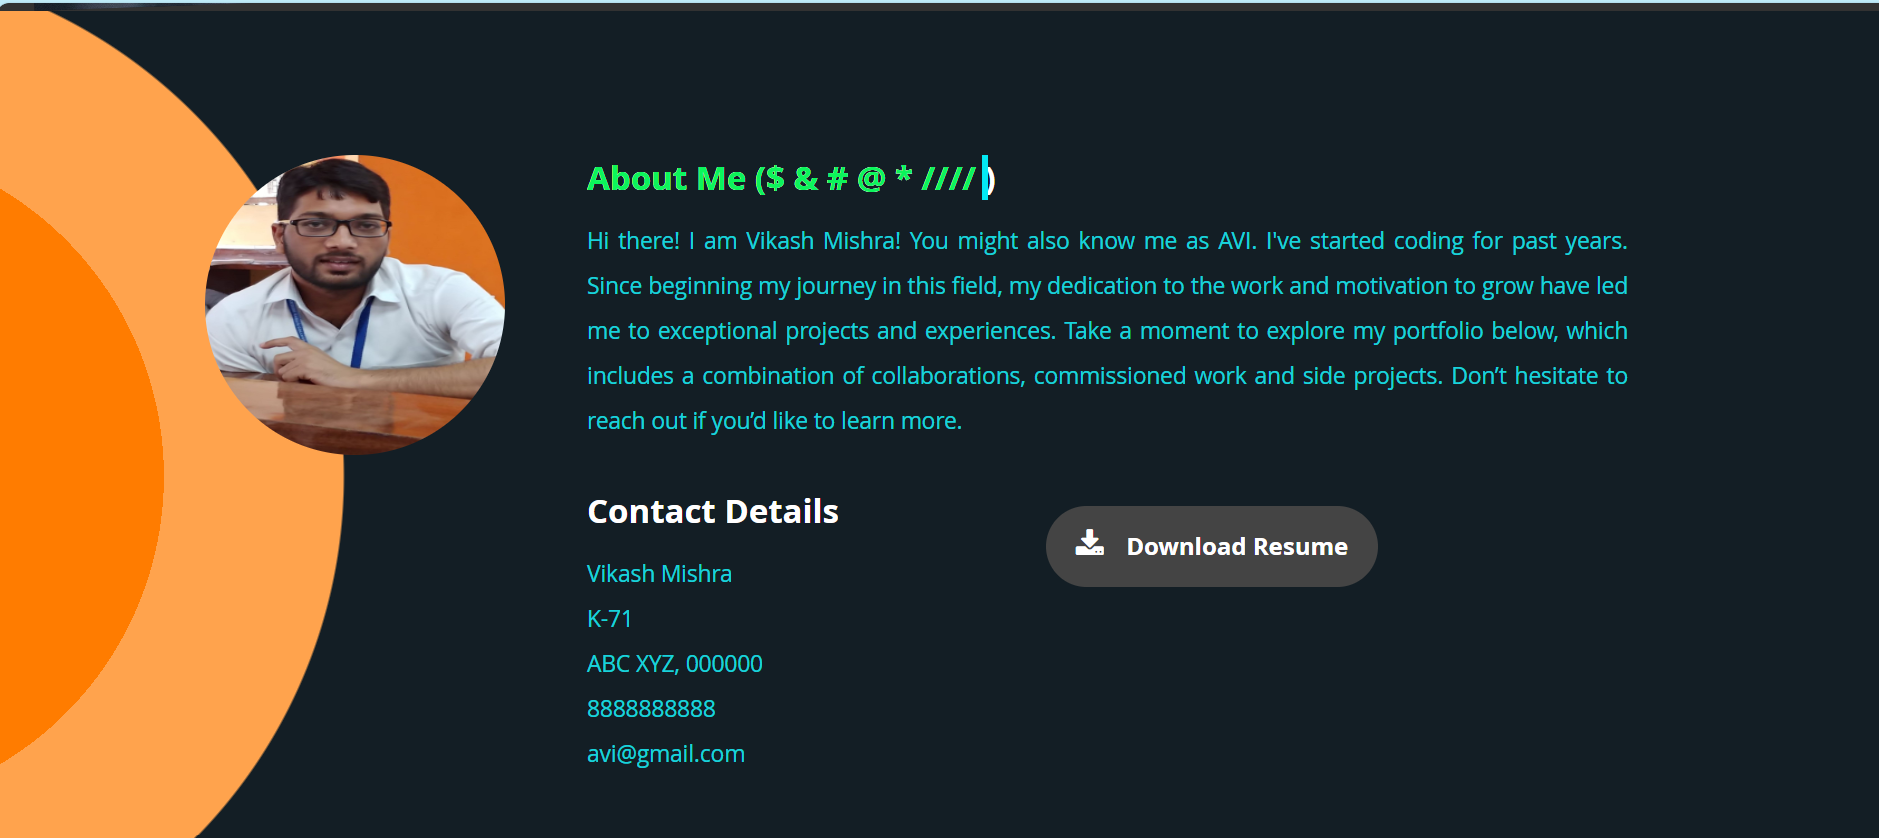 About Me ($ & # @ * //// )
Hi there! I am Vikash Mishra! You might also know me as AVI. I've started coding for past years.
Since beginning my journey in this field, my dedication to the work and motivation to grow have led
me to exceptional projects and experiences. Take a moment to explore my portfolio below, which
includes a combination of collaborations, commissioned work and side projects. Don’t hesitate to
reach out if you’d like to learn more.
Contact Details
Download Resume
Vikash Mishra
K-71
ABC XYZ, 000000
8888888888
avi@gmail.com